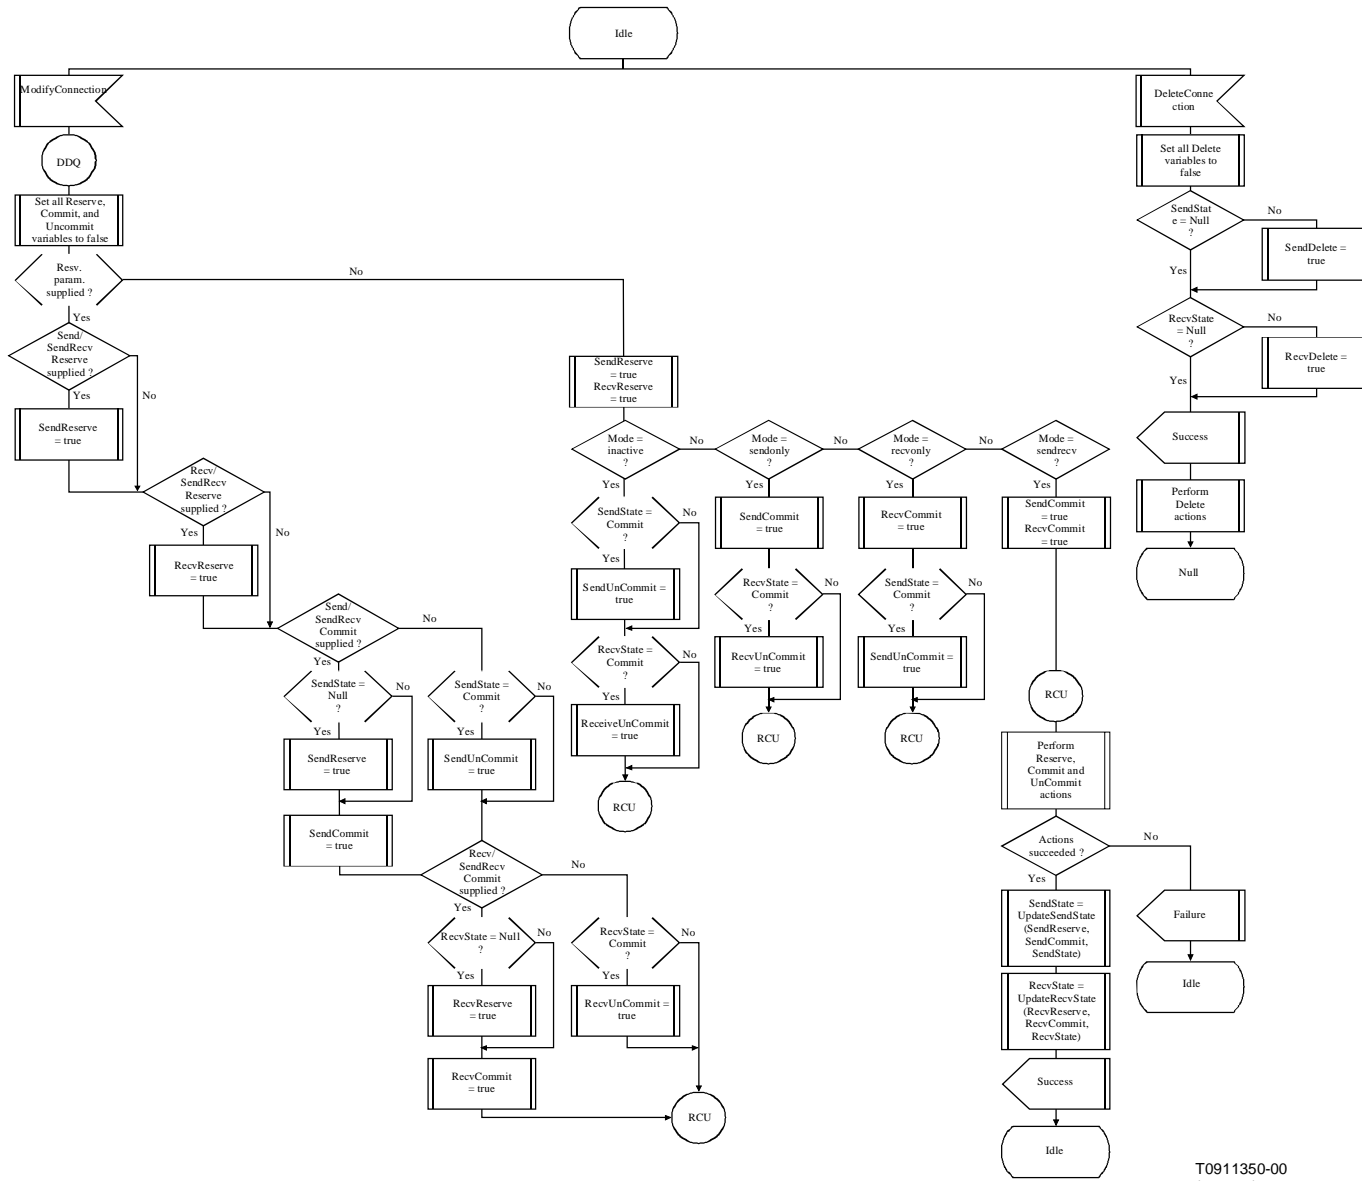 Idle
ModifyConnection
DDQ
Set all Reserve,
Commit, and
Uncommit
variables to false
Resv.
param.
supplied ?
No
Yes
Send/
SendRecv
Reserve
supplied ?
Yes
No
SendReserve
= true
Recv/
SendRecv
Reserve
supplied ?
Yes
No
RecvReserve
= true
Send/
SendRecv
Commit
supplied ?
No
Yes
SendState =
Null
?
No
Yes
SendReserve
= true
SendCommit
= true
SendState =
Commit
?
No
Yes
SendUnCommit
= true
Recv/
SendRecv
Commit
supplied ?
No
Yes
RecvState = Null
?
No
Yes
RecvReserve
= true
RecvCommit
= true
RecvState =
Commit
?
No
Yes
RecvUnCommit =
true
RCU
SendReserve
= true
RecvReserve
= true
Mode =
inactive
?
No
Yes
SendState =
Commit
?
No
Yes
SendUnCommit =
true
RecvState =
Commit
?
No
Yes
ReceiveUnCommit
= true
RCU
Mode =
sendonly
?
No
Yes
SendCommit
= true
RecvState =
Commit
?
No
Yes
RecvUnCommit
= true
RCU
Mode =
recvonly
?
No
Yes
RecvCommit
= true
SendState =
Commit
?
No
Yes
SendUnCommit =
true
RCU
Mode =
sendrecv
?
Yes
SendCommit
= true
RecvCommit
= true
RCU
Perform
Reserve,
Commit and
UnCommit
actions
Actions
succeeded ?
No
Yes
SendState =
UpdateSendState
(SendReserve,
SendCommit,
SendState)
RecvState =
UpdateRecvState
(RecvReserve,
RecvCommit,
RecvState)
Success
Idle
Failure
Idle
DeleteConne
ction
Set all Delete
variables to
false
SendStat
e = Null
?
No
Yes
SendDelete =
true
RecvState
= Null
?
No
Yes
RecvDelete =
true
Success
Perform
Delete
actions
Null
T0911350-00